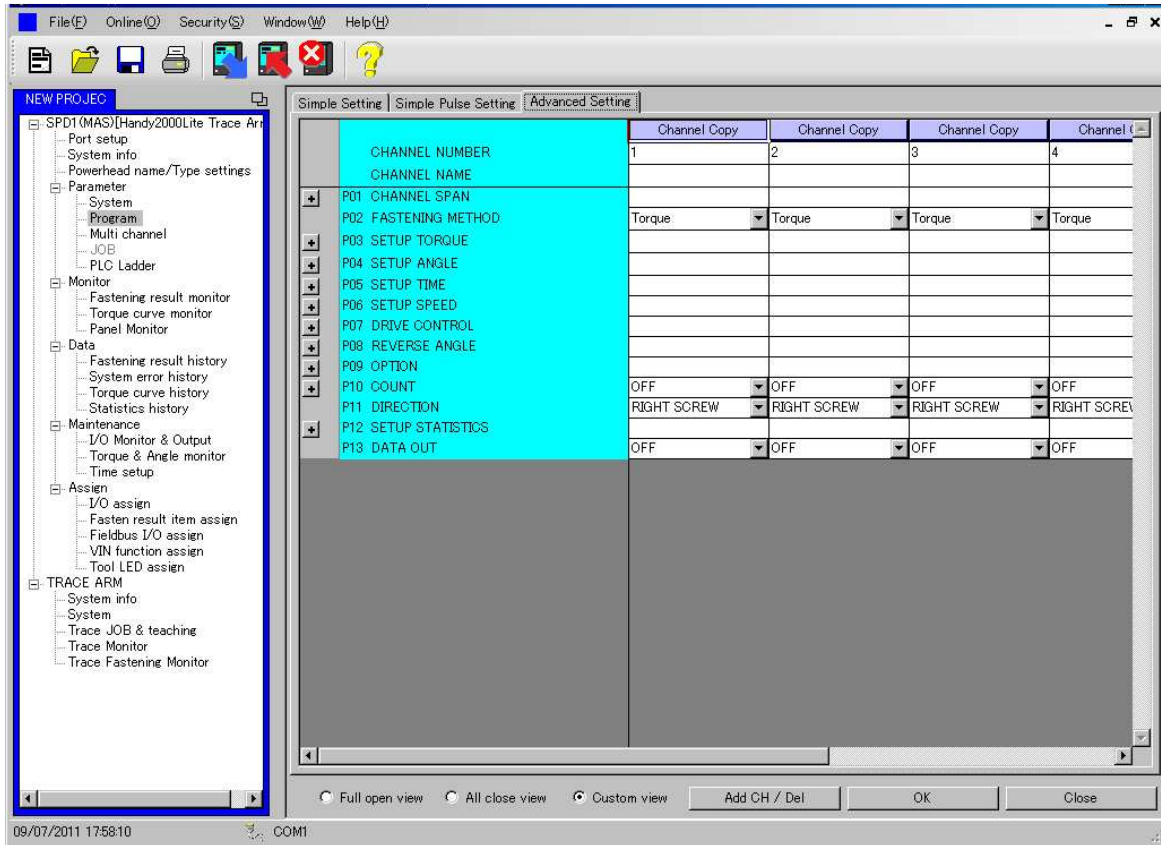 File(F) Online(O) Security(S) Window(W) Help(H)
NEW PROJEC
SPD1(MAS)[Handy2000Lite Trace Arr
Port setup
System info
Powerhead name/Type settings
Parameter
System
Program
Multi channel
JOB
PLC Ladder
Monitor
Fastening result monitor
Torque curve monitor
Panel Monitor
Data
Fastening result history
System error history
Torque curve history
Statistics history
Maintenance
I/O Monitor & Output
Torque & Angle monitor
Time setup
Assign
I/O assign
Fasten result item assign
Fieldbus I/O assign
VIN function assign
Tool LED assign
TRACE ARM
System info
System
Trace JOB & teaching
Trace Monitor
Trace Fastening Monitor
Simple Setting Simple Pulse Setting Advanced Setting
Channel Copy Channel Copy Channel Copy Channel (
CHANNEL NUMBER 1 2 3 4
CHANNEL NAME
P01 CHANNEL SPAN
P02 FASTENING METHOD Torque Torque Torque Torque
P03 SETUP TORQUE
P04 SETUP ANGLE
P05 SETUP TIME
P06 SETUP SPEED
P07 DRIVE CONTROL
P08 REVERSE ANGLE
P09 OPTION
P10 COUNT OFF OFF OFF OFF
P11 DIRECTION RIGHT SCREW RIGHT SCREW RIGHT SCREW RIGHT SCREW
P12 SETUP STATISTICS
P13 DATA OUT OFF OFF OFF OFF
Full open view All close view Custom view Add CH / Del OK Close
09/07/2011 17:58:10 COM1